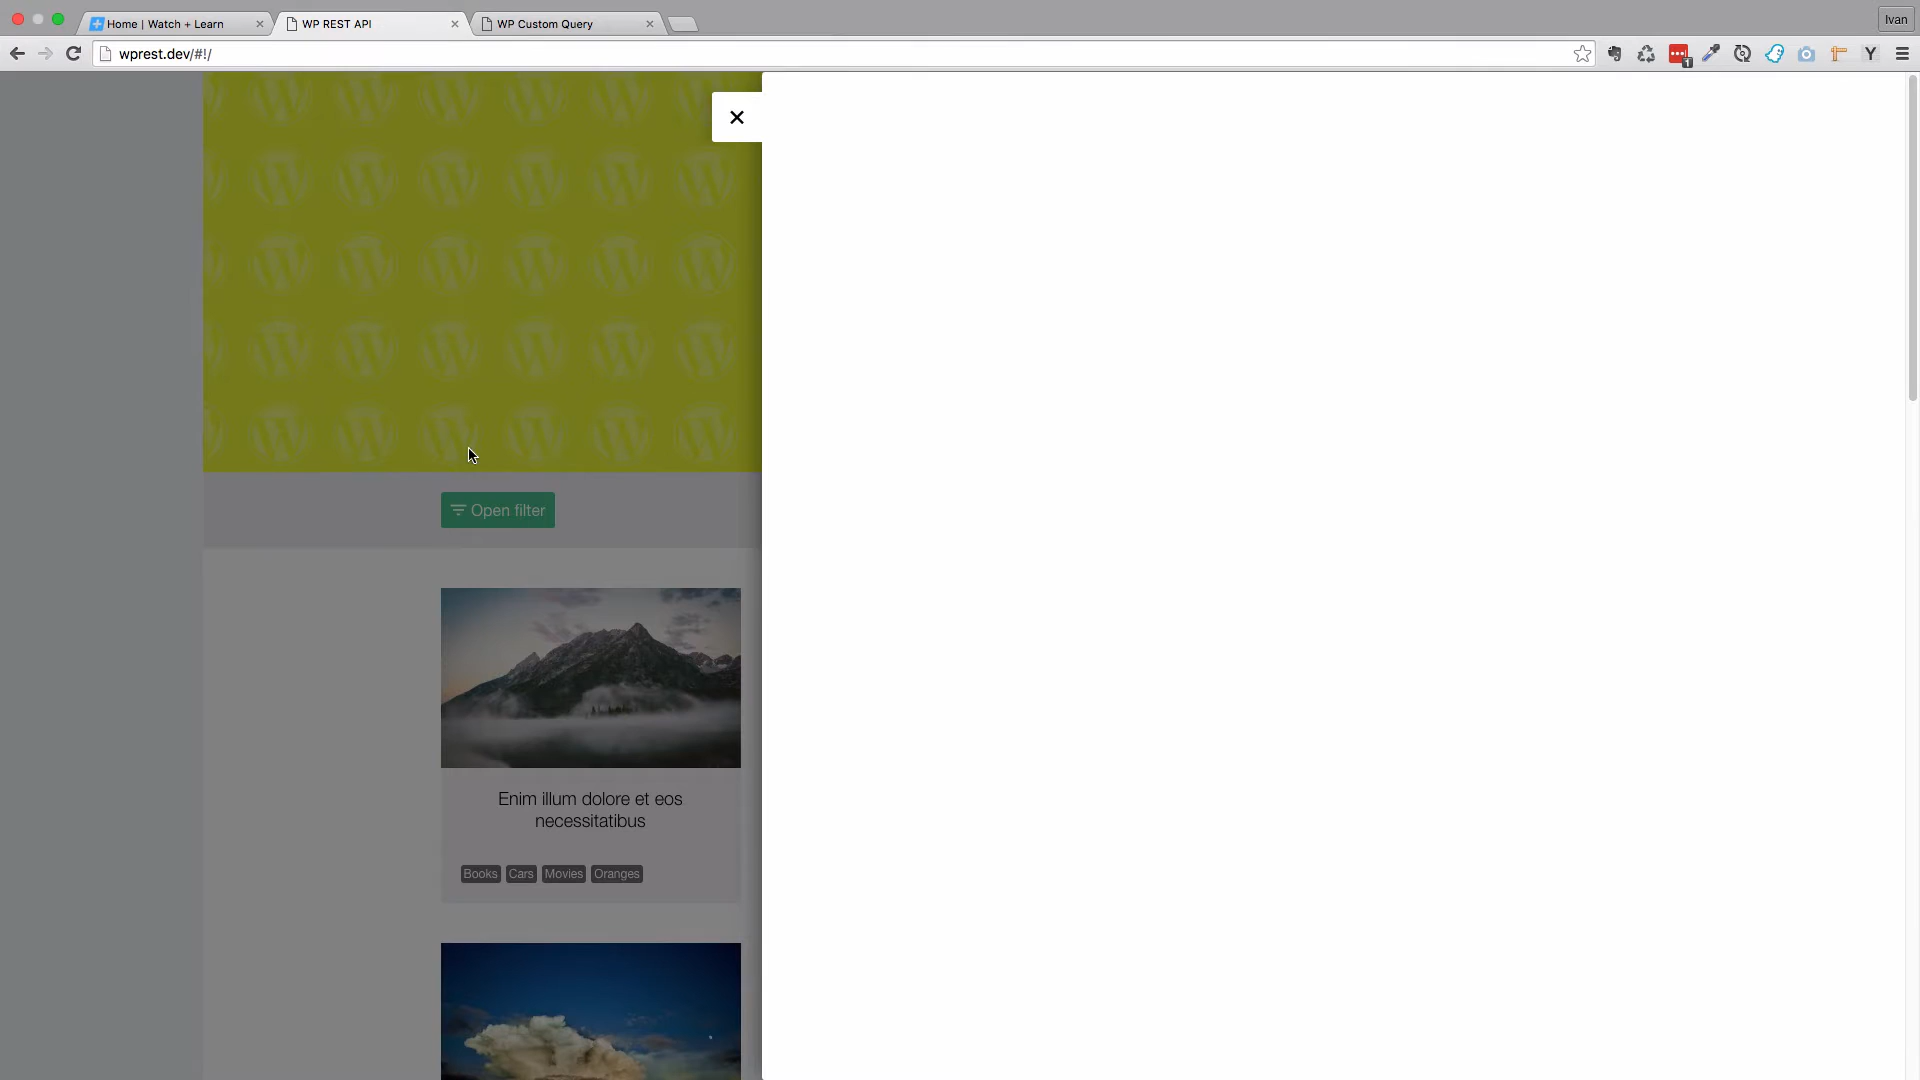 Home | Watch + Learn
WP REST API
WP Custom Query
Ivan
wprest.dev/#!/
1
Y
Open filter
Enim illum dolore et eos
necessitatibus
Books Cars Movies Oranges